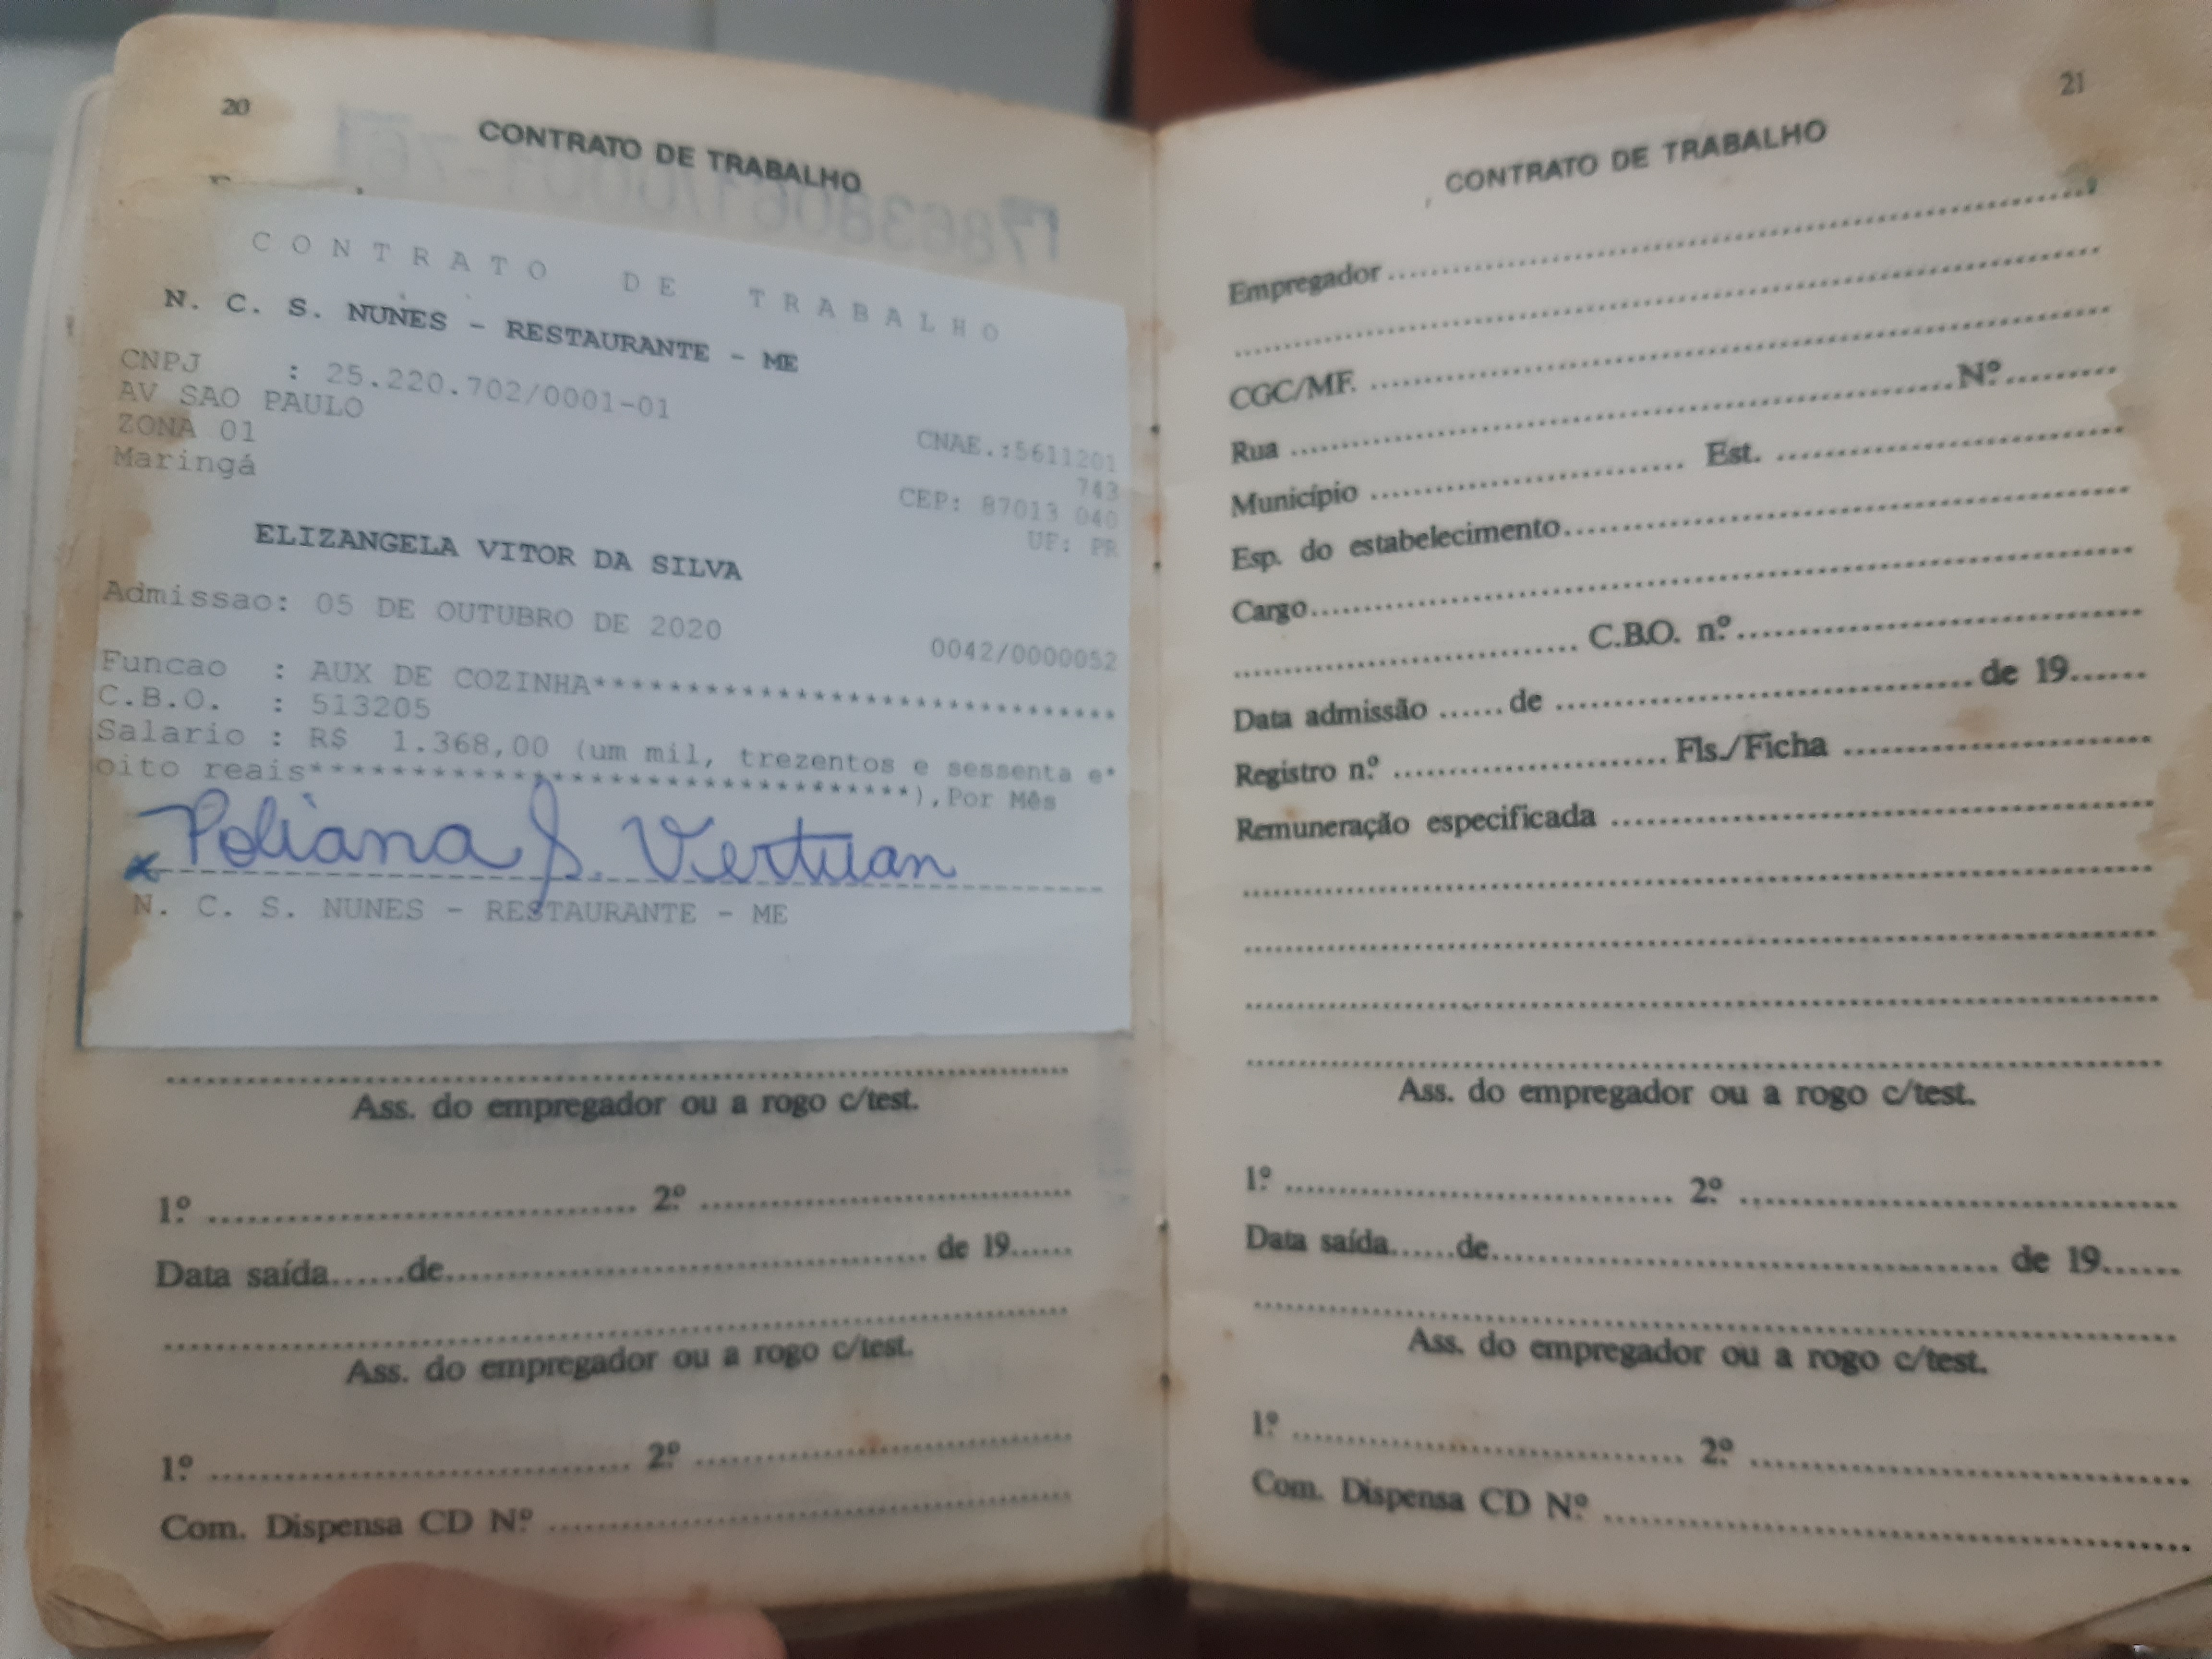 20
CONTRATO DE TRABALHO
C O N T R A T O D E T R A B A L H O
N. C. S. NUNES - RESTAURANTE - ME
CNPJ : 25.220.702/0001-01
CNAE.:5611201
AV SAO PAULO 743
ZONA 01 CEP: 87013 040
Maringá UF: PR
ELIZANGELA VITOR DA SILVA
Admissao: 05 DE OUTUBRO DE 2020
0042/0000052
Funcao : AUX DE COZINHA**********************************
C.B.O. : 513205
Salario : R$ 1.368,00 (um mil, trezentos e sessenta e*
oito reais***************************************),Por Mês
Poliana S. Vertuan
N. C. S. NUNES - RESTAURANTE - ME
Ass. do empregador ou a rogo c/test.
1º ........ 2º ........
Data saída......de........ de 19......
Ass. do empregador ou a rogo c/test.
1º ........ 2º ........
Com. Dispensa CD Nº ........
21
CONTRATO DE TRABALHO
Empregador ........
CGC/MF. ........
Rua ........ Nº ........
Município ........ Est. ........
Esp. do estabelecimento ........
Cargo ........
........ C.B.O. nº ........
Data admissão ...... de ........ de 19......
Registro nº ........ Fls./Ficha ........
Remuneração especificada ........
Ass. do empregador ou a rogo c/test.
1º ........ 2º ........
Data saída......de........ de 19......
Ass. do empregador ou a rogo c/test.
1º ........ 2º ........
Com. Dispensa CD Nº ........